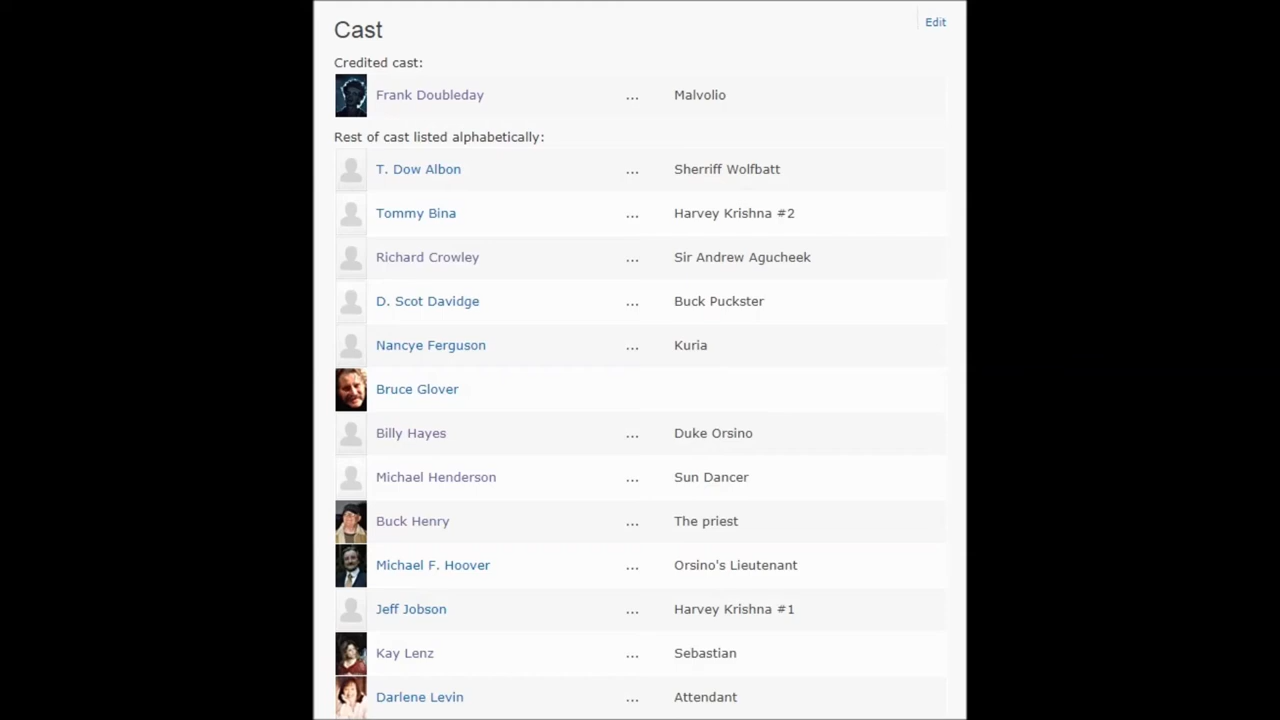 Cast
Edit
Credited cast:
Frank Doubleday ... Malvolio
Rest of cast listed alphabetically:
T. Dow Albon ... Sherriff Wolfbatt
Tommy Bina ... Harvey Krishna #2
Richard Crowley ... Sir Andrew Agucheek
D. Scot Davidge ... Buck Puckster
Nancye Ferguson ... Kuria
Bruce Glover
Billy Hayes ... Duke Orsino
Michael Henderson ... Sun Dancer
Buck Henry ... The priest
Michael F. Hoover ... Orsino's Lieutenant
Jeff Jobson ... Harvey Krishna #1
Kay Lenz ... Sebastian
Darlene Levin ... Attendant